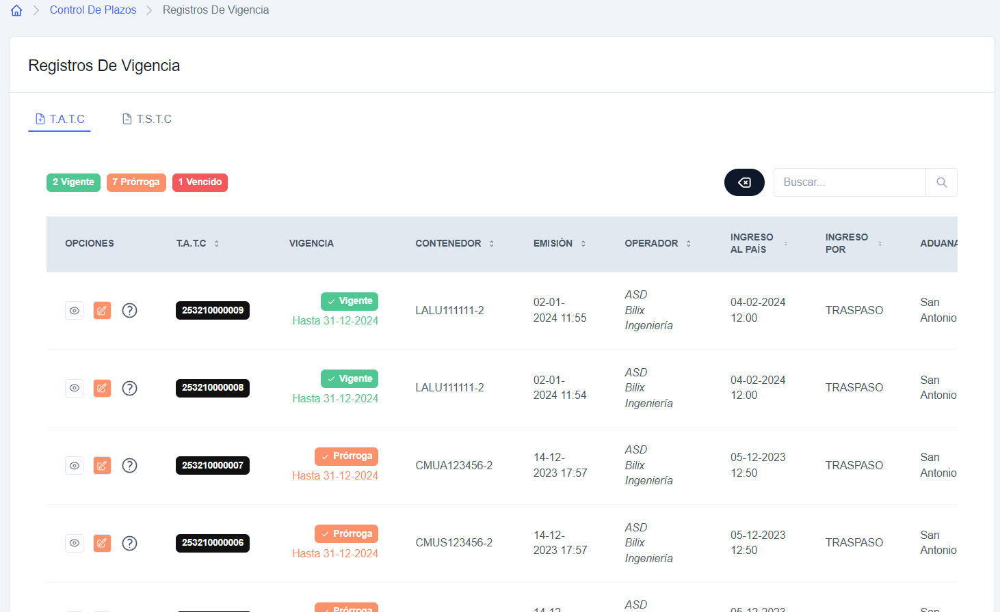 Control De Plazos Registros De Vigencia
Registros De Vigencia
T.A.T.C T.S.T.C
2 Vigente 7 Prórroga 1 Vencido Buscar...
OPCIONES T.A.T.C VIGENCIA CONTENEDOR EMISIÓN OPERADOR INGRESO AL PAÍS INGRESO POR ADUANA
253210000009 Vigente Hasta 31-12-2024 LALU111111-2 02-01-2024 11:55 ASD Bilix Ingeniería 04-02-2024 12:00 TRASPASO San Antonio
253210000008 Vigente Hasta 31-12-2024 LALU111111-2 02-01-2024 11:54 ASD Bilix Ingeniería 04-02-2024 12:00 TRASPASO San Antonio
253210000007 Prórroga Hasta 31-12-2024 CMUA123456-2 14-12-2023 17:57 ASD Bilix Ingeniería 05-12-2023 12:50 TRASPASO San Antonio
253210000006 Prórroga Hasta 31-12-2024 CMUS123456-2 14-12-2023 17:57 ASD Bilix Ingeniería 05-12-2023 12:50 TRASPASO San Antonio
Prórroga 14-12- ASD 05-12-2023 San